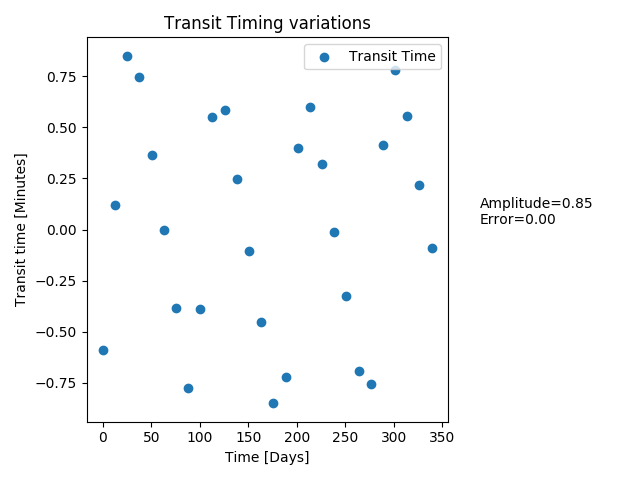 Transit Timing variations
Transit Time
0.75
0.50
0.25
0.00
−0.25
−0.50
−0.75
Transit time [Minutes]
0 50 100 150 200 250 300 350
Time [Days]
Amplitude=0.85
Error=0.00